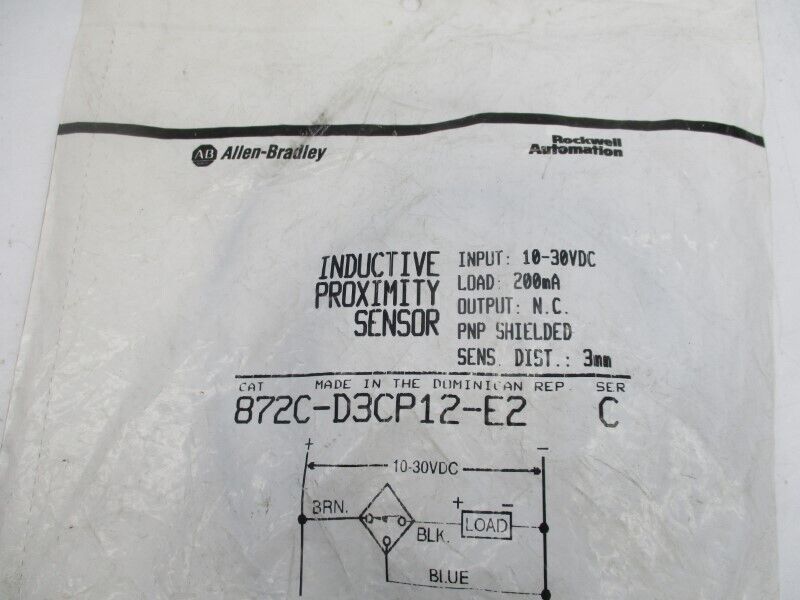 AB Allen-Bradley
Rockwell
Automation
INDUCTIVE
PROXIMITY
SENSOR
INPUT: 10-30VDC
LOAD: 200mA
OUTPUT: N.C.
PNP SHIELDED
SENS. DIST.: 3mm
CAT MADE IN THE DOMINICAN REP. SER
872C-D3CP12-E2 C
+ −
10-30VDC
BRN. + −
LOAD
BLK.
BLUE